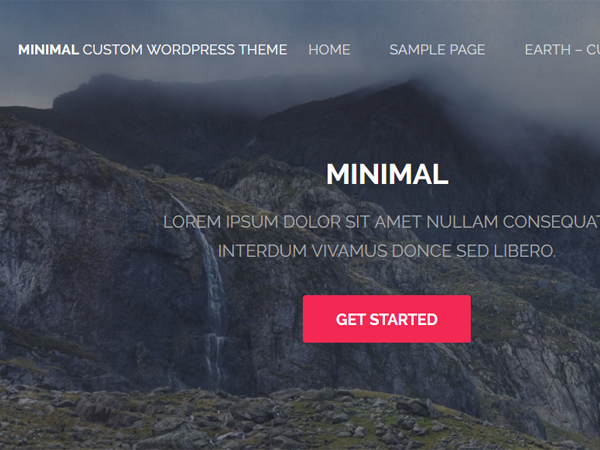 MINIMAL CUSTOM WORDPRESS THEME HOME SAMPLE PAGE EARTH – CU
MINIMAL
LOREM IPSUM DOLOR SIT AMET NULLAM CONSEQUAT
INTERDUM VIVAMUS DONCE SED LIBERO.
GET STARTED